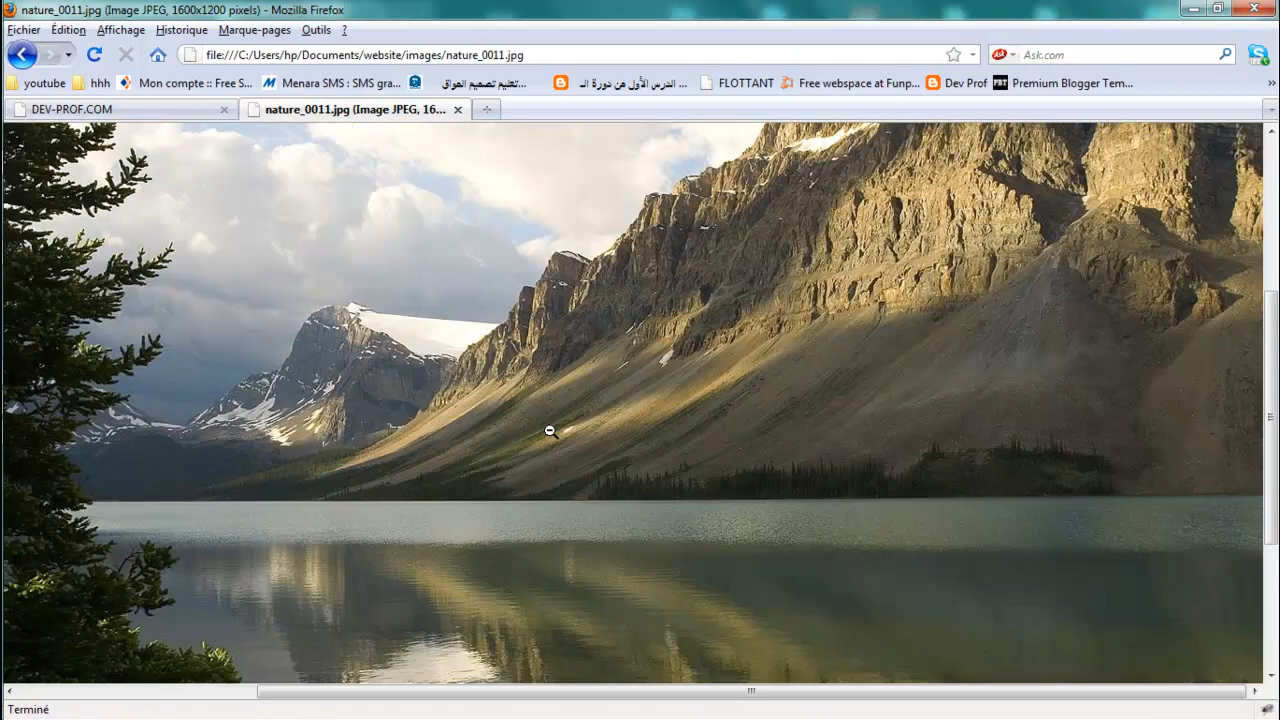 nature_0011.jpg (Image JPEG, 1600x1200 pixels) - Mozilla Firefox
Fichier Édition Affichage Historique Marque-pages Outils ?
file:///C:/Users/hp/Documents/website/images/nature_0011.jpg
Ask Ask.com
youtube hhh Mon compte :: Free S... Menara SMS : SMS gra... تعليم تصميم المواق... الدرس الأول من دورة الـ ... FLOTTANT Free webspace at Funp... Dev Prof PBT Premium Blogger Tem...
DEV-PROF.COM nature_0011.jpg (Image JPEG, 16...
Terminé